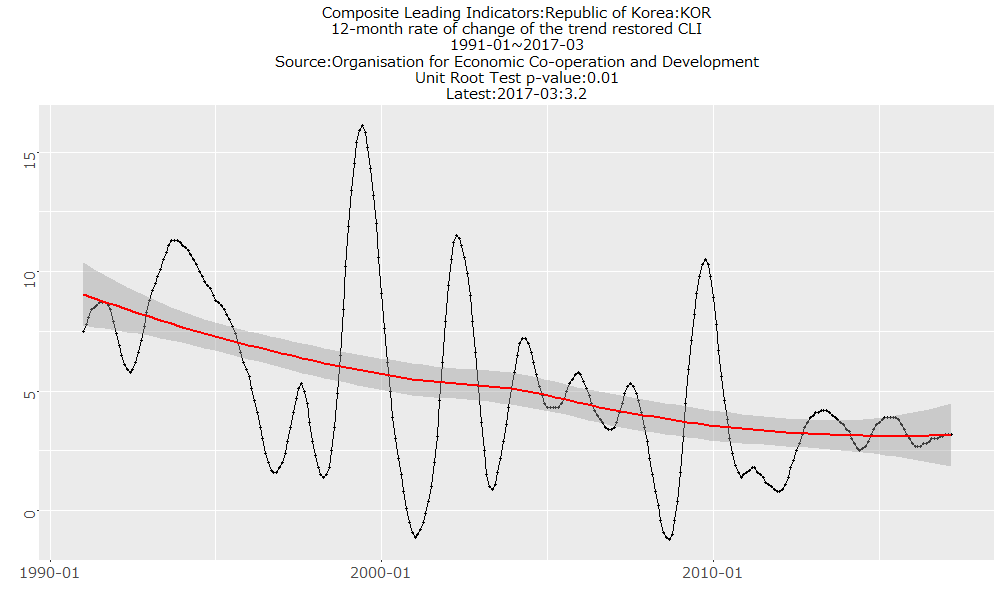 Composite Leading Indicators:Republic of Korea:KOR
12-month rate of change of the trend restored CLI
1991-01~2017-03
Source:Organisation for Economic Co-operation and Development
Unit Root Test p-value:0.01
Latest:2017-03:3.2
15
10
5
0
1990-01 2000-01 2010-01